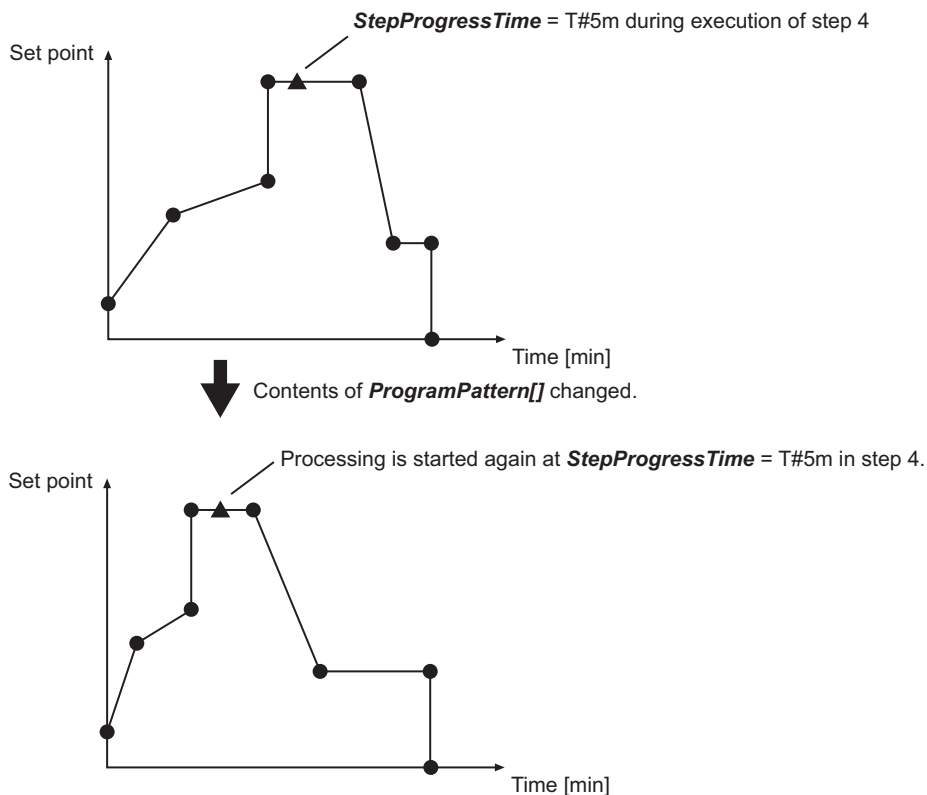 StepProgressTime = T#5m during execution of step 4
Set point
Time [min]
Contents of ProgramPattern[] changed.
Processing is started again at StepProgressTime = T#5m in step 4.
Set point
Time [min]